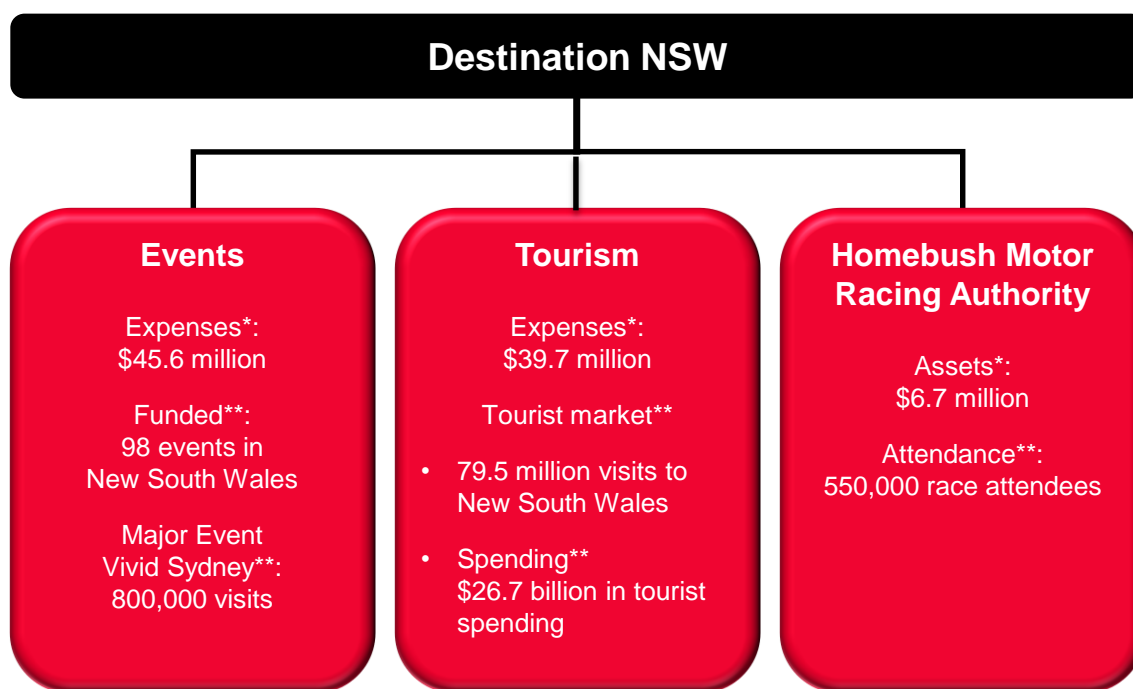 Destination NSW
Events
Expenses*:
$45.6 million
Funded**:
98 events in
New South Wales
Major Event
Vivid Sydney**:
800,000 visits
Tourism
Expenses*:
$39.7 million
Tourist market**
• 79.5 million visits to
New South Wales
• Spending**
$26.7 billion in tourist
spending
Homebush Motor
Racing Authority
Assets*:
$6.7 million
Attendance**:
550,000 race attendees